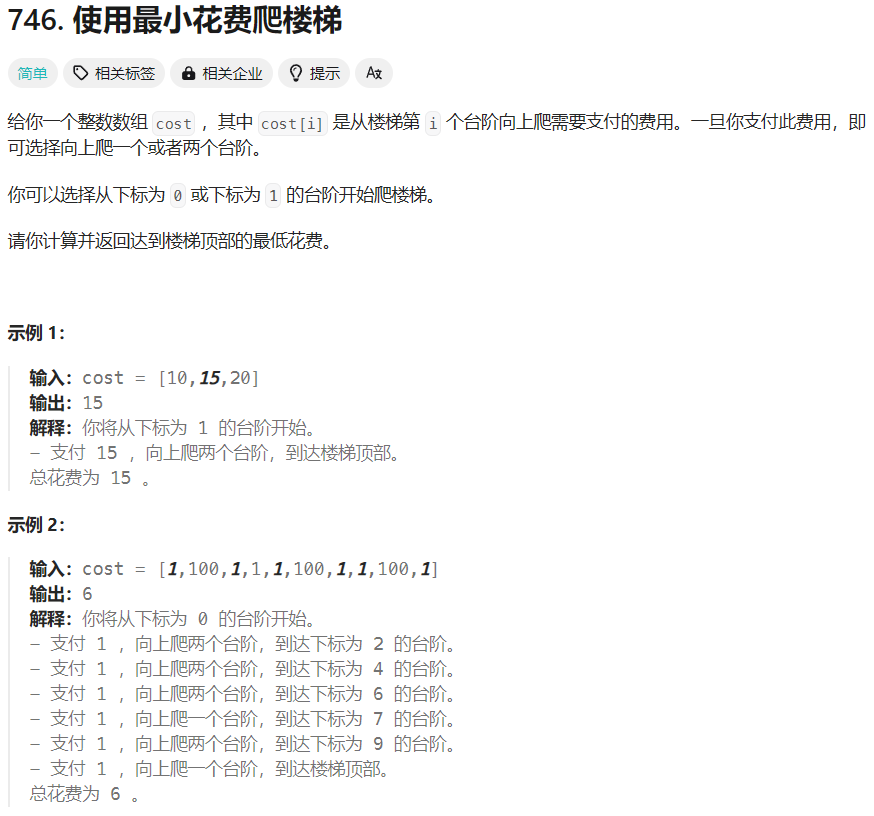 746. 使用最小花费爬楼梯
简单 相关标签 相关企业 提示 Aあ
给你一个整数数组 cost ，其中 cost[i] 是从楼梯第 i 个台阶向上爬需要支付的费用。一旦你支付此费用，即
可选择向上爬一个或者两个台阶。
你可以选择从下标为 0 或下标为 1 的台阶开始爬楼梯。
请你计算并返回达到楼梯顶部的最低花费。
示例 1：
输入：cost = [10,15,20]
输出：15
解释：你将从下标为 1 的台阶开始。
- 支付 15 ，向上爬两个台阶，到达楼梯顶部。
总花费为 15 。
示例 2：
输入：cost = [1,100,1,1,1,100,1,1,100,1]
输出：6
解释：你将从下标为 0 的台阶开始。
- 支付 1 ，向上爬两个台阶，到达下标为 2 的台阶。
- 支付 1 ，向上爬两个台阶，到达下标为 4 的台阶。
- 支付 1 ，向上爬两个台阶，到达下标为 6 的台阶。
- 支付 1 ，向上爬一个台阶，到达下标为 7 的台阶。
- 支付 1 ，向上爬两个台阶，到达下标为 9 的台阶。
- 支付 1 ，向上爬一个台阶，到达楼梯顶部。
总花费为 6 。